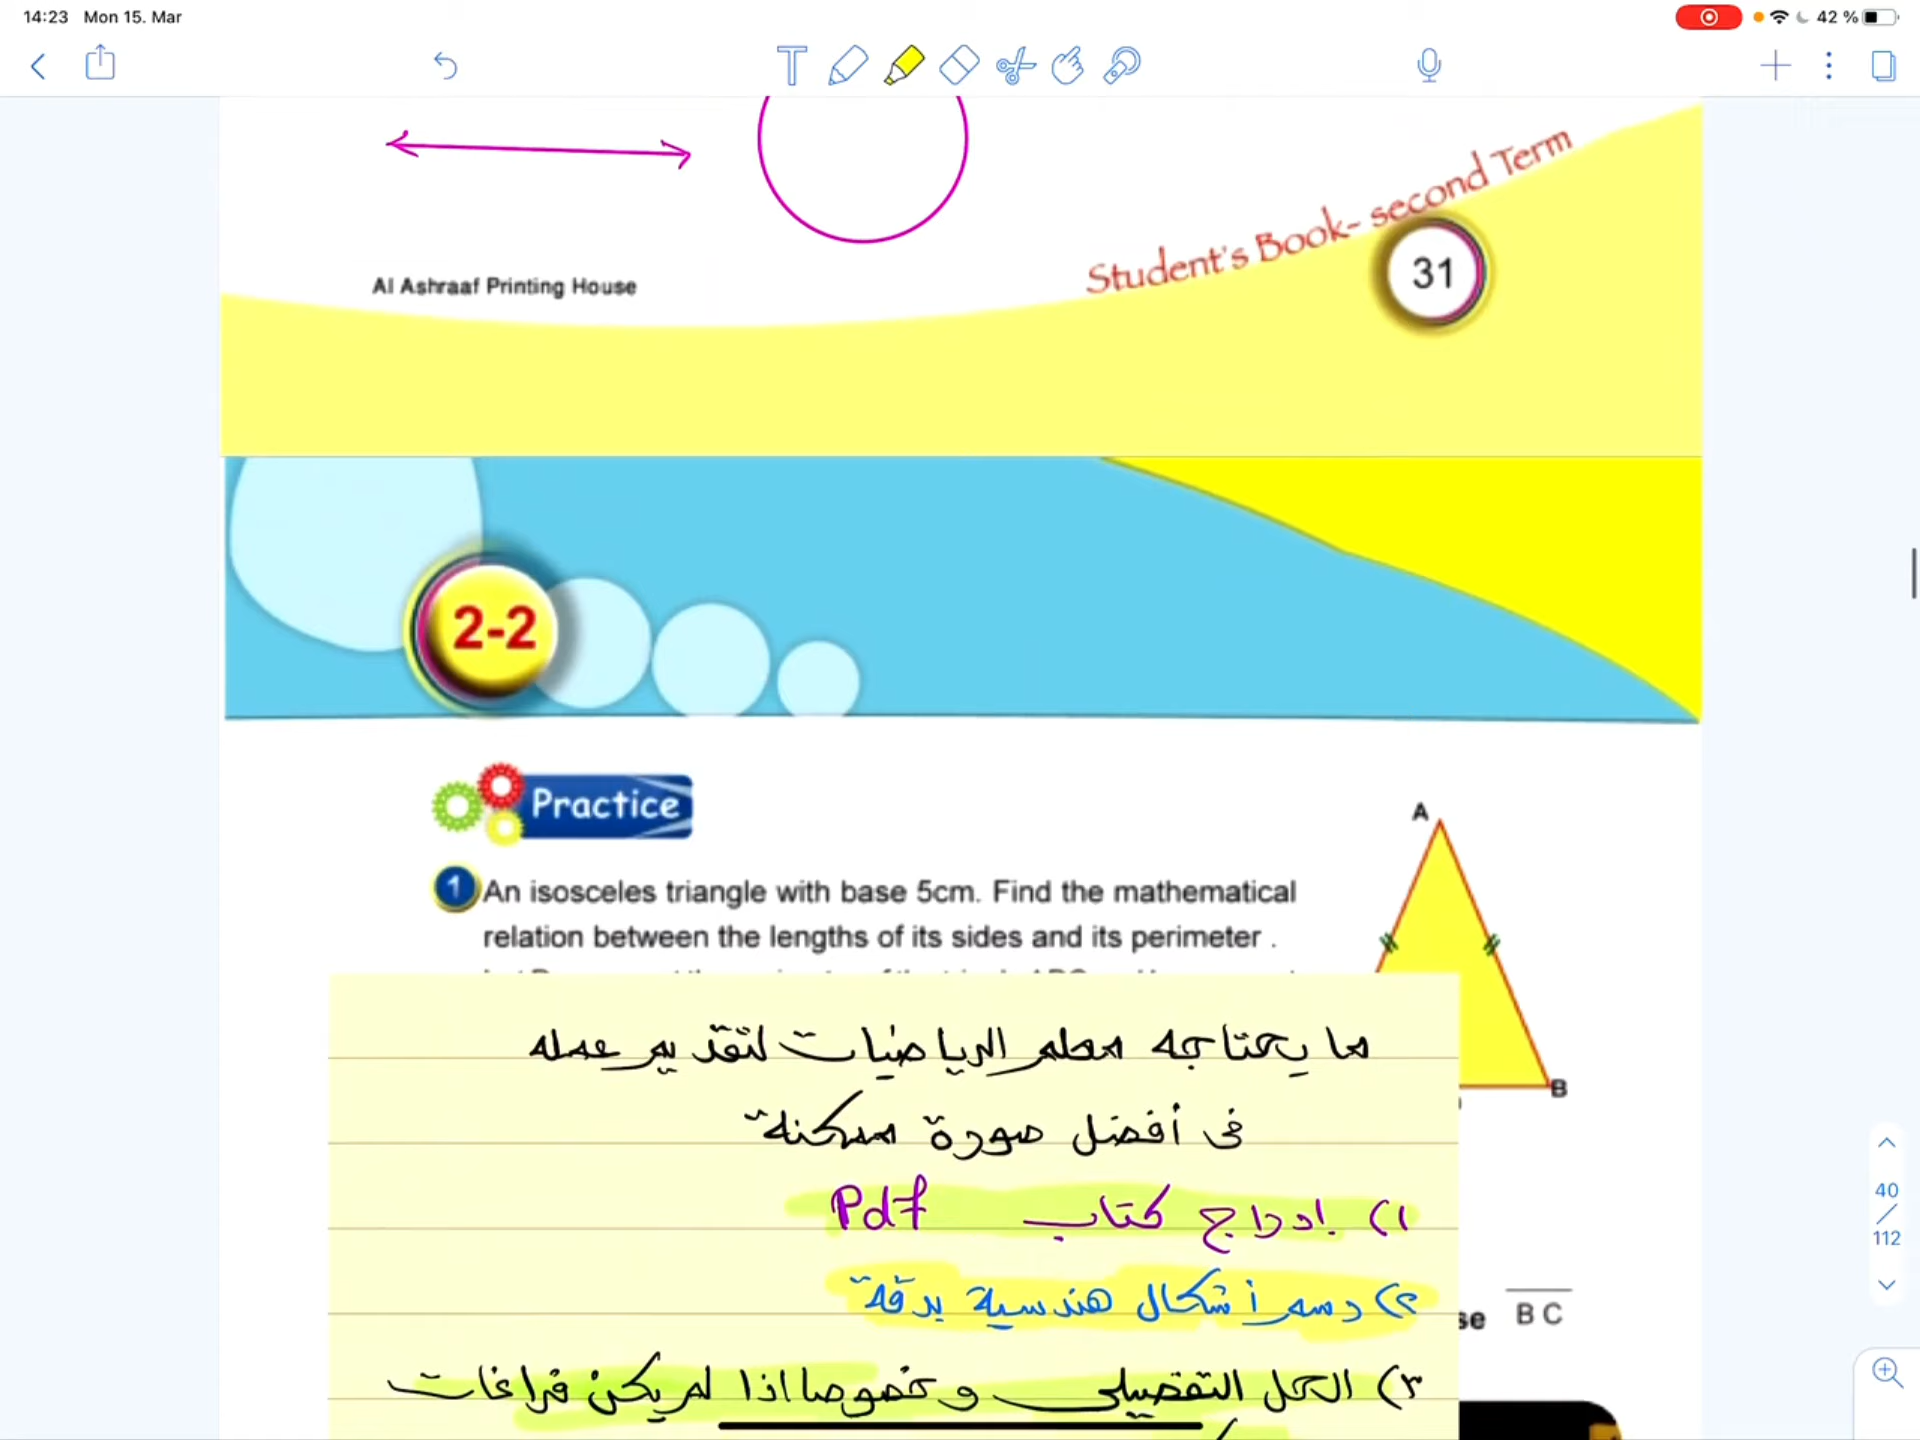 14:23 Mon 15. Mar
42 %
Student's Book- second Term
31
Al Ashraaf Printing House
2-2
Practice
A
1 An isosceles triangle with base 5cm. Find the mathematical
relation between the lengths of its sides and its perimeter .
B
ما يحتاجه معلم الرياضيات لتقديم عمله
فى أفضل صورة ممكنة
١) إدراج كتاب Pdf
٢) رسم أشكال هندسية بدقة
se BC
٣) الحل التفصيلى وخصوصا اذا لم يكن فراغات
40
/
112